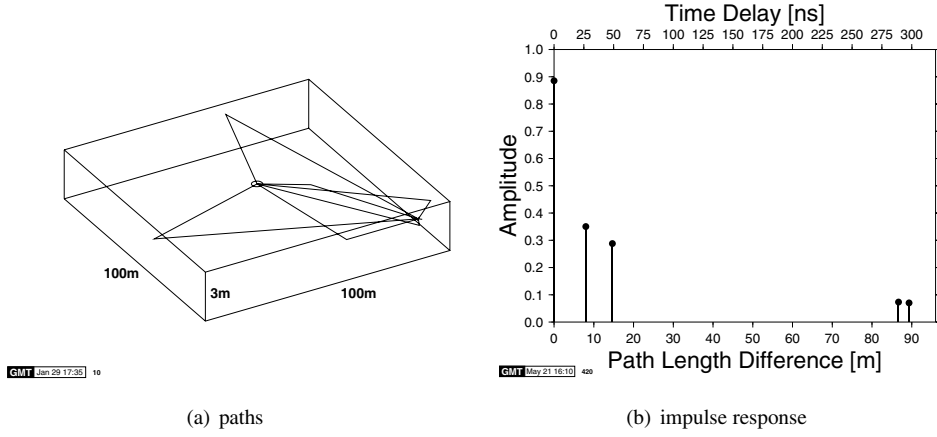 100m
3m
100m
GMT Jan 29 17:35 10
(a) paths
Time Delay [ns]
0 25 50 75 100 125 150 175 200 225 250 275 300
1.0
0.9
0.8
0.7
0.6
0.5
0.4
0.3
0.2
0.1
0.0
Amplitude
0 10 20 30 40 50 60 70 80 90
Path Length Difference [m]
GMT May 21 16:10 420
(b) impulse response